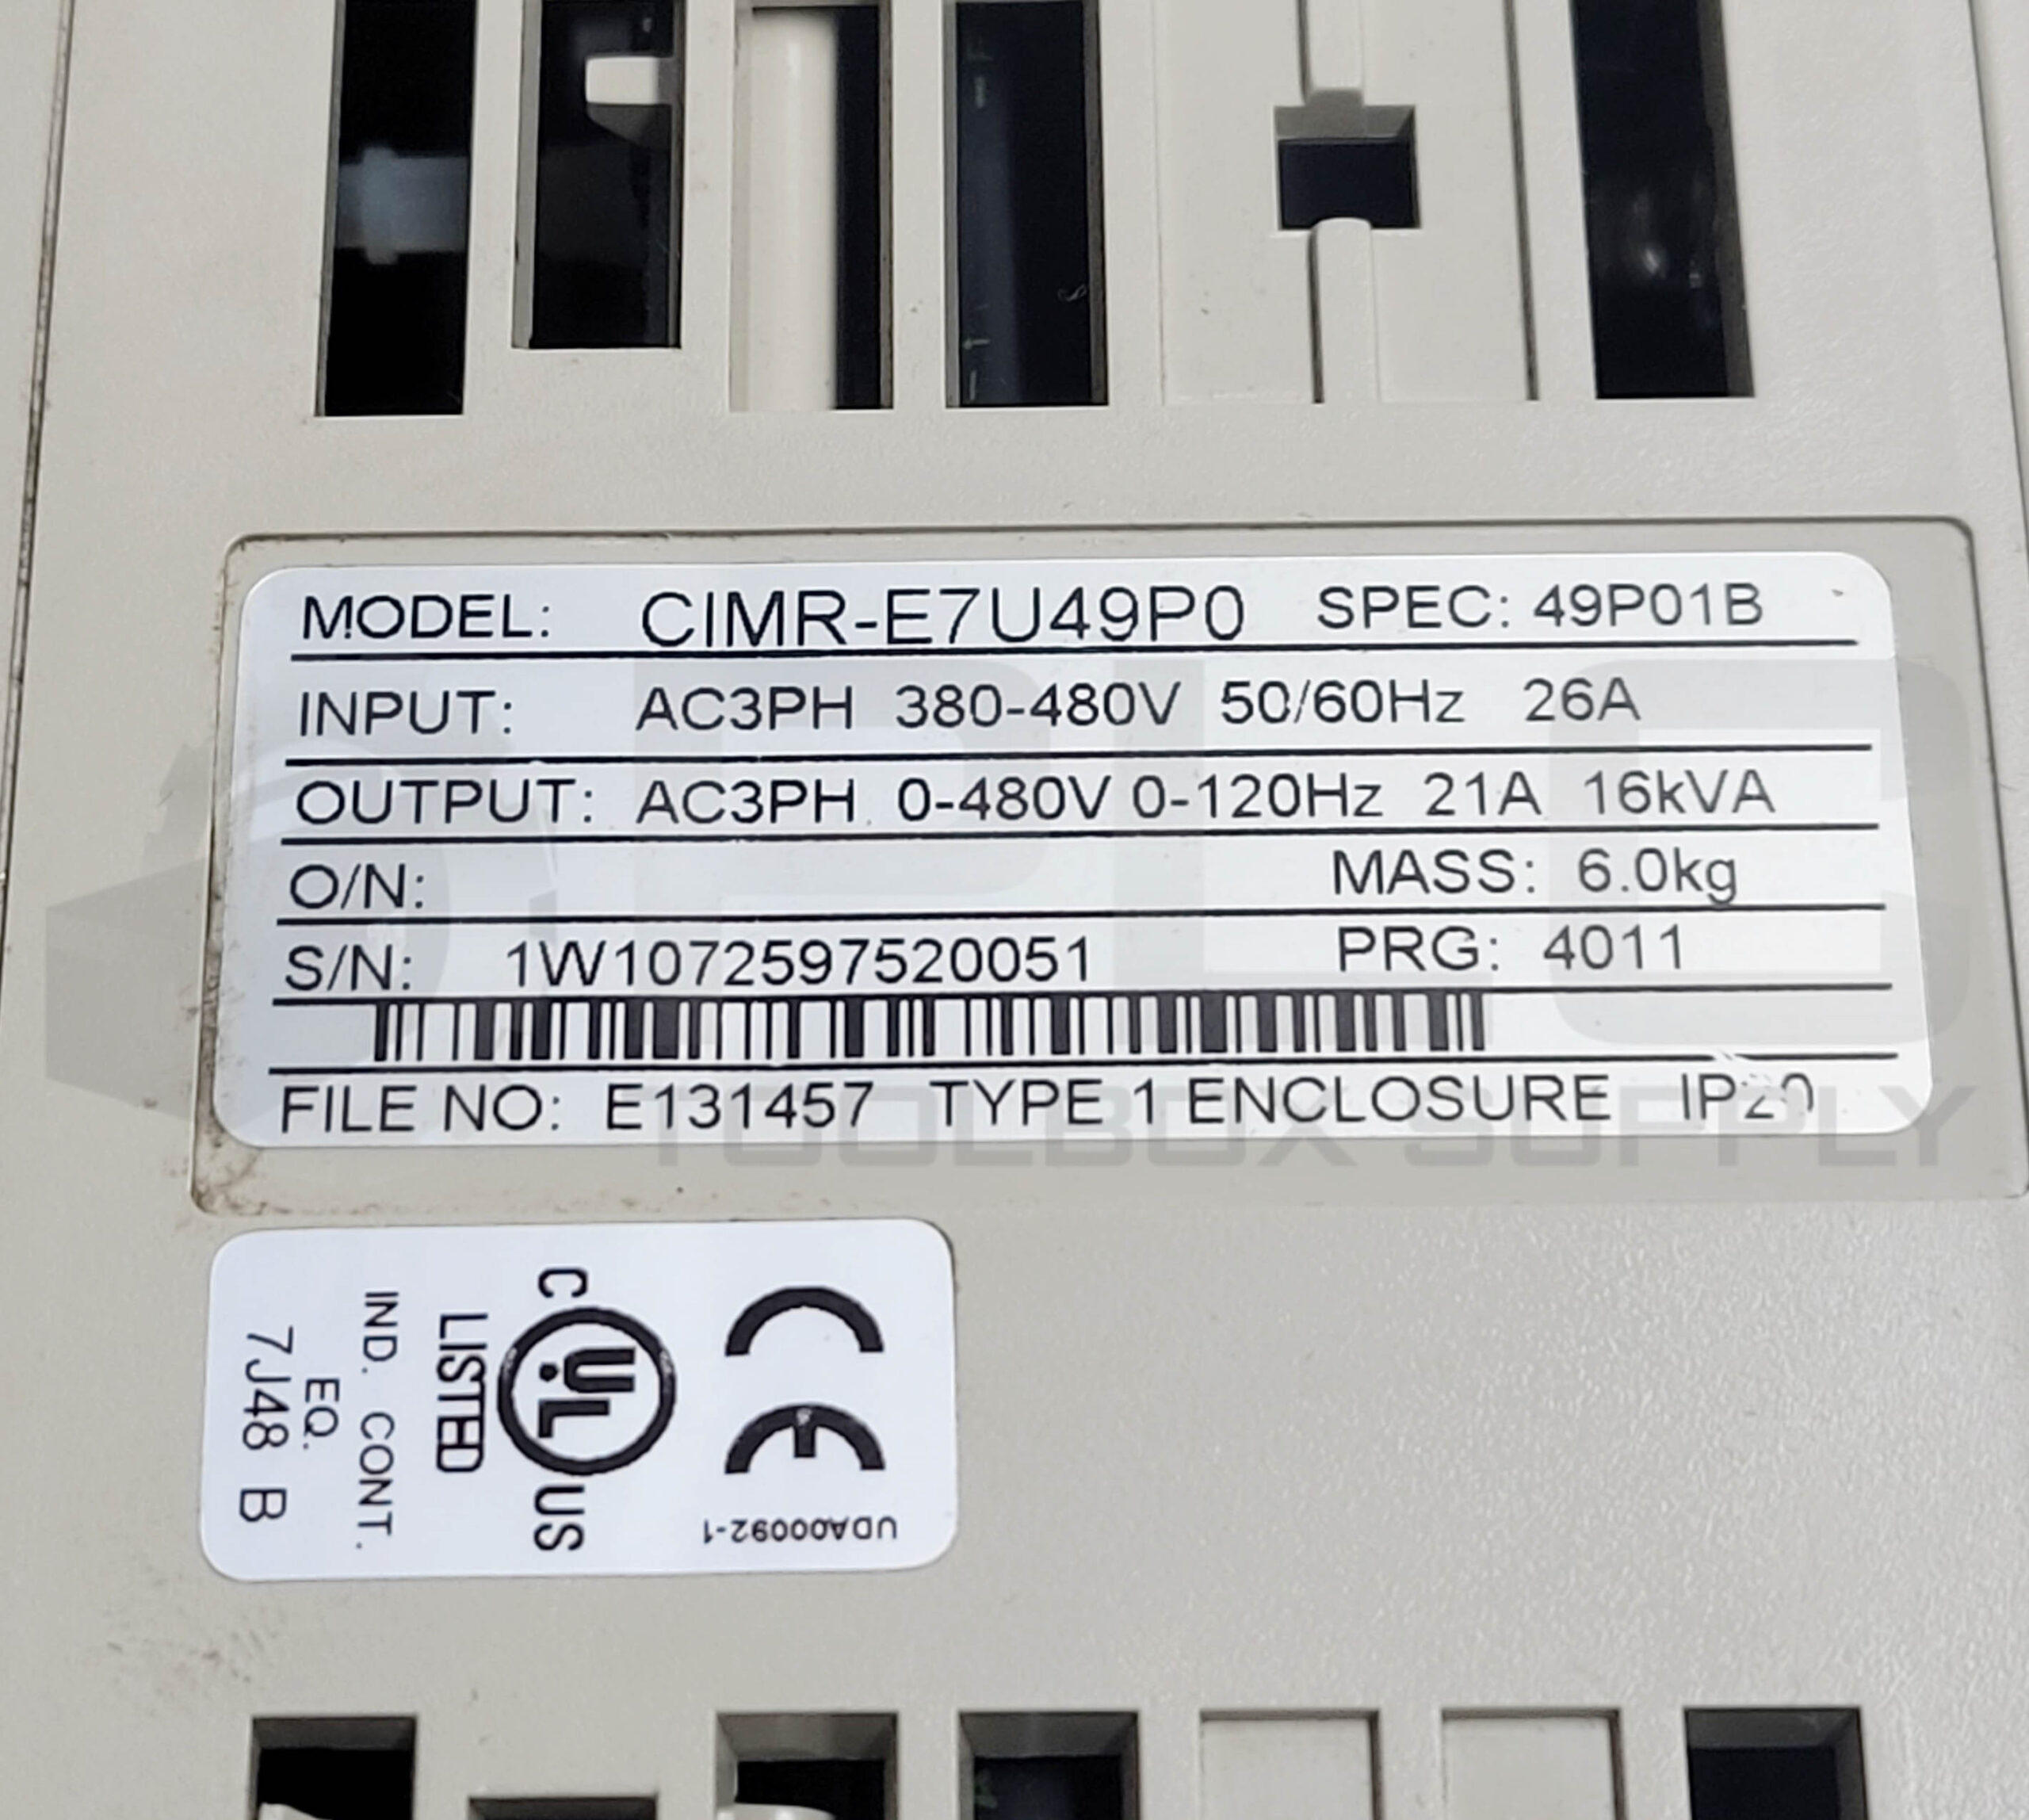 MODEL: CIMR-E7U49P0 SPEC: 49P01B
INPUT: AC3PH 380-480V 50/60Hz 26A
OUTPUT: AC3PH 0-480V 0-120Hz 21A 16kVA
O/N: MASS: 6.0kg
S/N: 1W1072597520051 PRG: 4011
FILE NO: E131457 TYPE 1 ENCLOSURE IP20
PLC
TOOLBOX SUPPLY
CE
UDA00092-1
C UL US
LISTED
IND. CONT.
EQ.
7J48 B